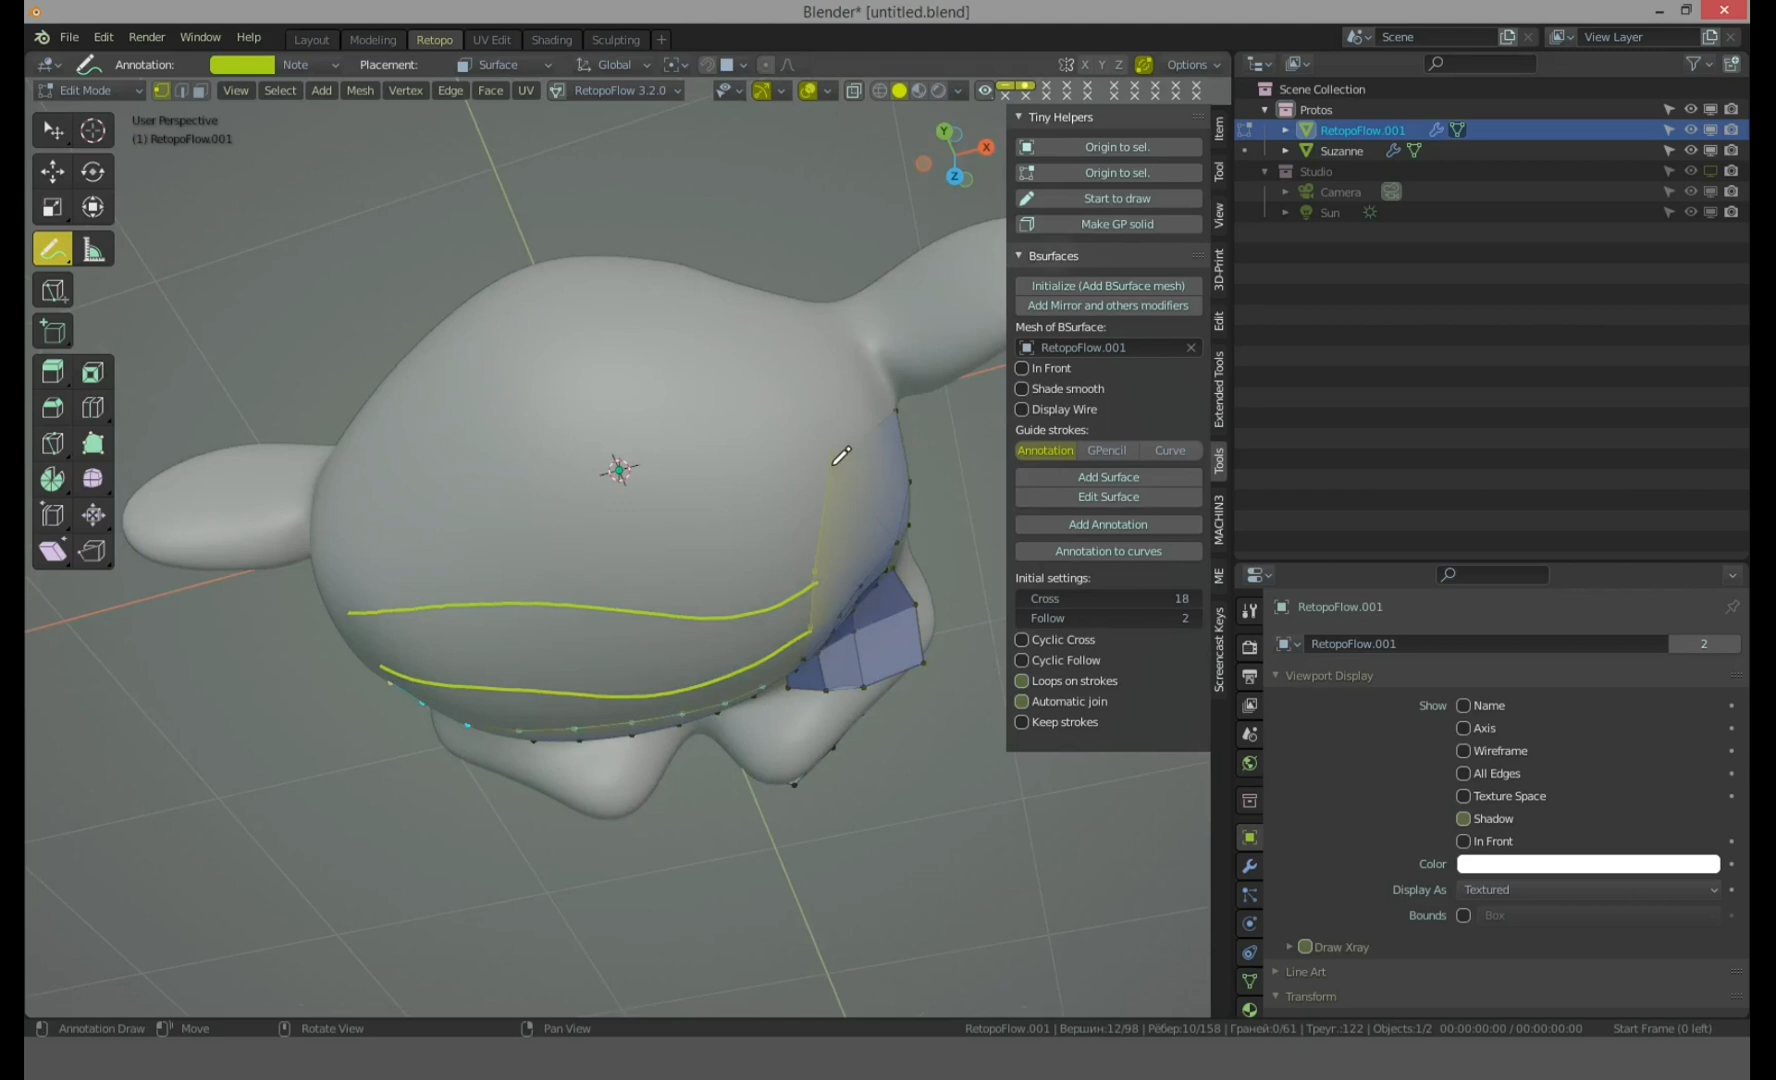 Blender* [untitled.blend]
File Edit Render Window Help Layout Modeling Retopo UV Edit Shading Sculpting + Scene View Layer
Annotation: Note Placement: Surface Global X Y Z Options
Edit Mode View Select Add Mesh Vertex Edge Face UV RetopoFlow 3.2.0
User Perspective
(1) RetopoFlow.001
Y
X
Z
Tiny Helpers
Origin to sel.
Origin to sel.
Start to draw
Make GP solid
Bsurfaces
Initialize (Add BSurface mesh)
Add Mirror and others modifiers
Mesh of BSurface:
RetopoFlow.001
In Front
Shade smooth
Display Wire
Guide strokes:
Annotation GPencil Curve
Add Surface
Edit Surface
Add Annotation
Annotation to curves
Initial settings:
Cross 18
Follow 2
Cyclic Cross
Cyclic Follow
Loops on strokes
Automatic join
Keep strokes
Item
Tool
View
3D-Print
Edit
Extended Tools
Tools
MACHIN3
ME
Screencast Keys
Scene Collection
Protos
RetopoFlow.001
Suzanne
Studio
Camera
Sun
RetopoFlow.001
RetopoFlow.001 2
Viewport Display
Show Name
Axis
Wireframe
All Edges
Texture Space
Shadow
In Front
Color
Display As Textured
Bounds Box
Draw Xray
Line Art
Transform
Annotation Draw Move Rotate View Pan View RetopoFlow.001 | Вершин:12/98 | Рёбер:10/158 | Граней:0/61 | Треуг.:122 | Objects:1/2 00:00:00:00 / 00:00:00:00 Start Frame (0 left)